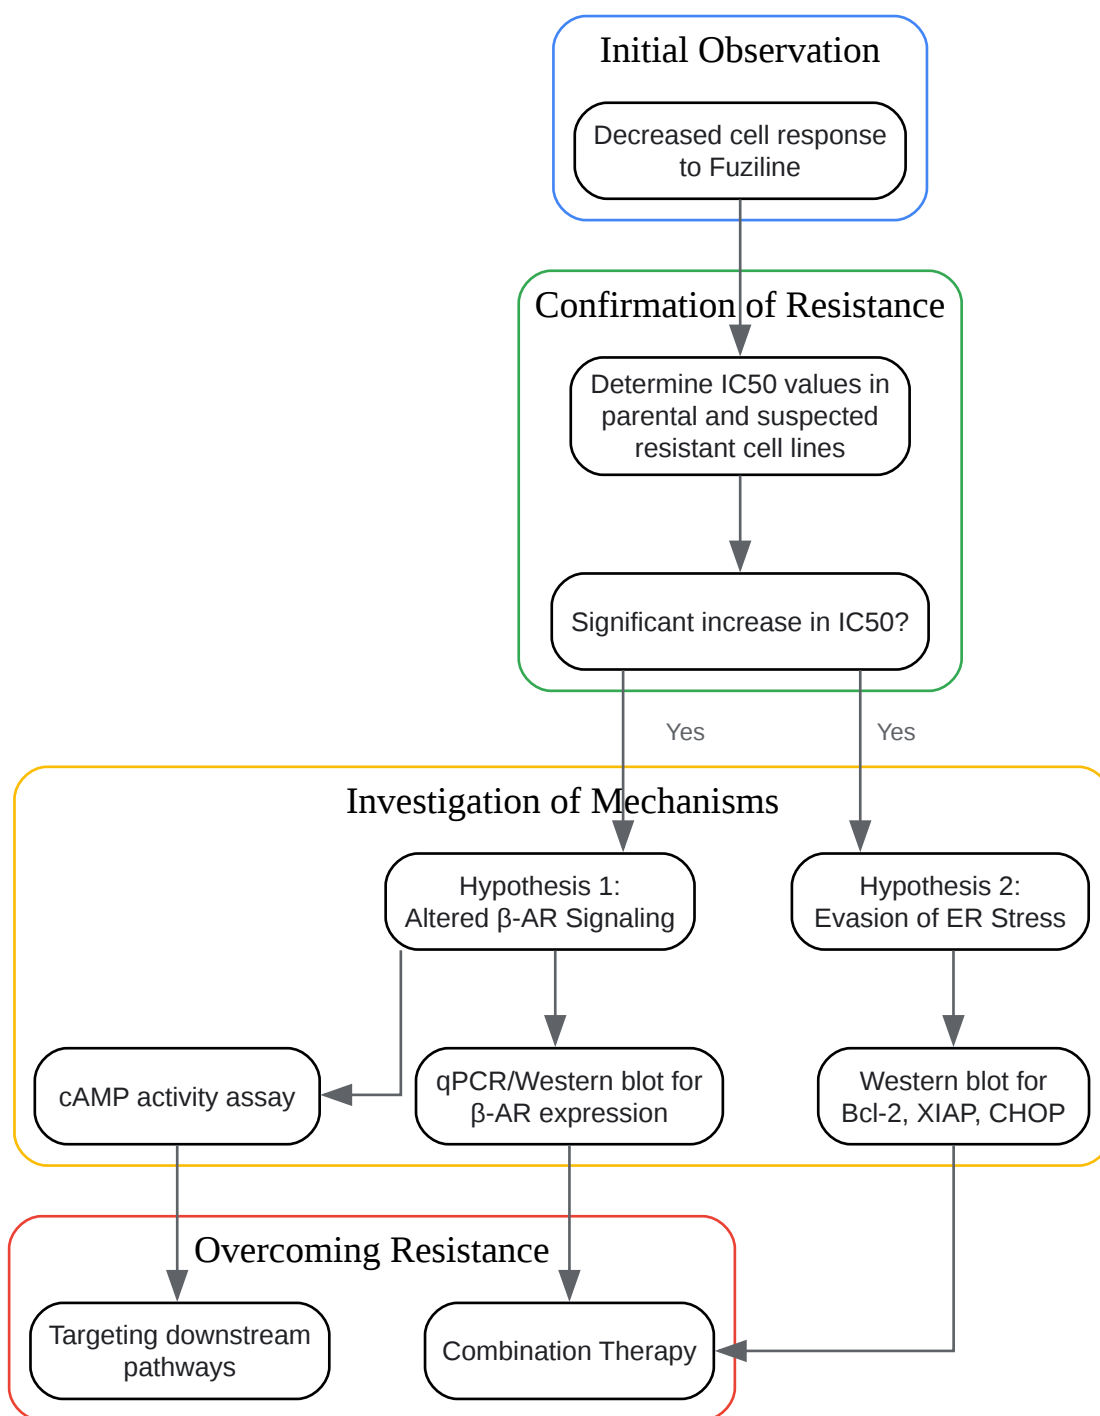 Initial Observation
Decreased cell response
to Fuziline
Confirmation of Resistance
Determine IC50 values in
parental and suspected
resistant cell lines
Significant increase in IC50?
Yes
Yes
Investigation of Mechanisms
Hypothesis 1:
Altered β-AR Signaling
Hypothesis 2:
Evasion of ER Stress
cAMP activity assay
qPCR/Western blot for
β-AR expression
Western blot for
Bcl-2, XIAP, CHOP
Overcoming Resistance
Targeting downstream
pathways
Combination Therapy